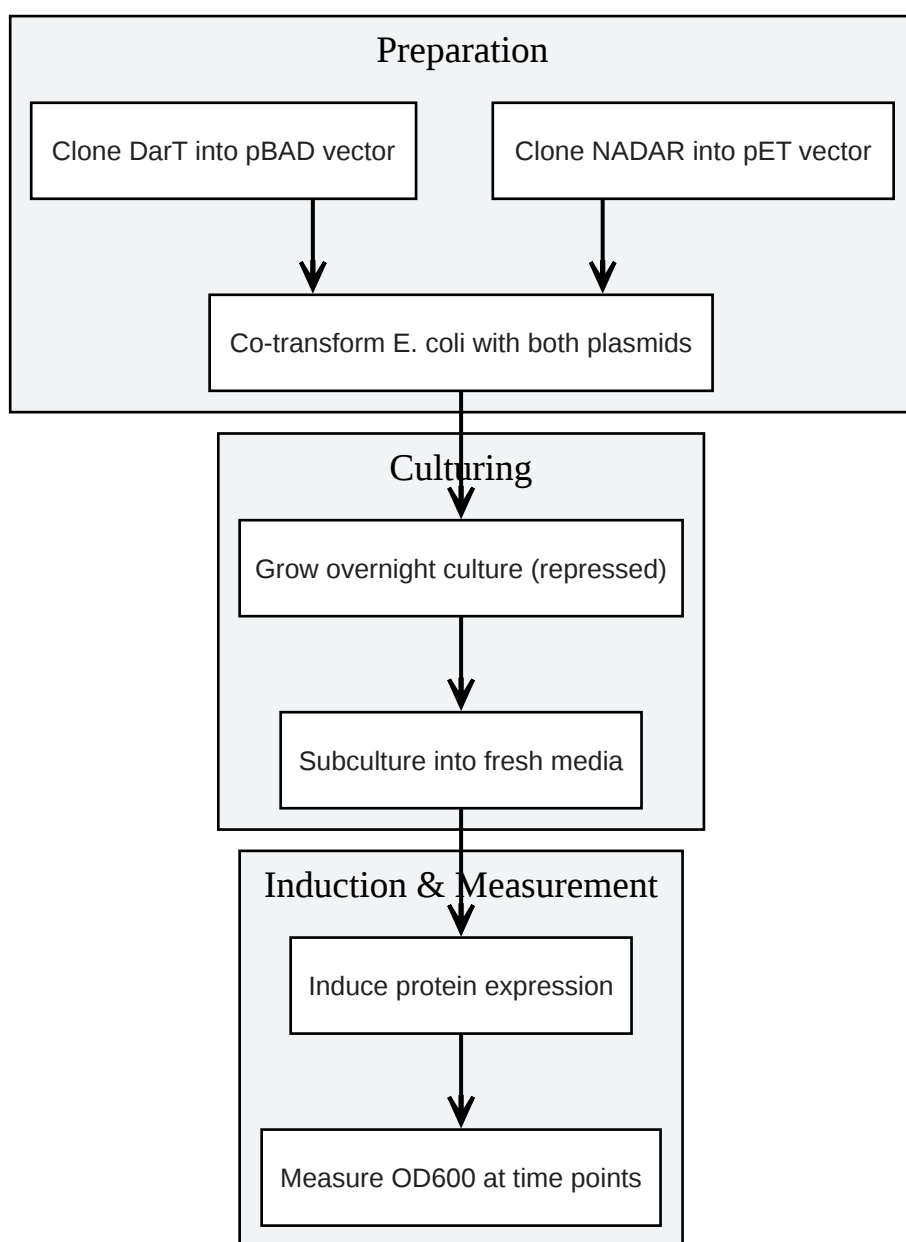 Preparation
Clone DarT into pBAD vector
Clone NADAR into pET vector
Co-transform E. coli with both plasmids
Culturing
Grow overnight culture (repressed)
Subculture into fresh media
Induction & Measurement
Induce protein expression
Measure OD600 at time points